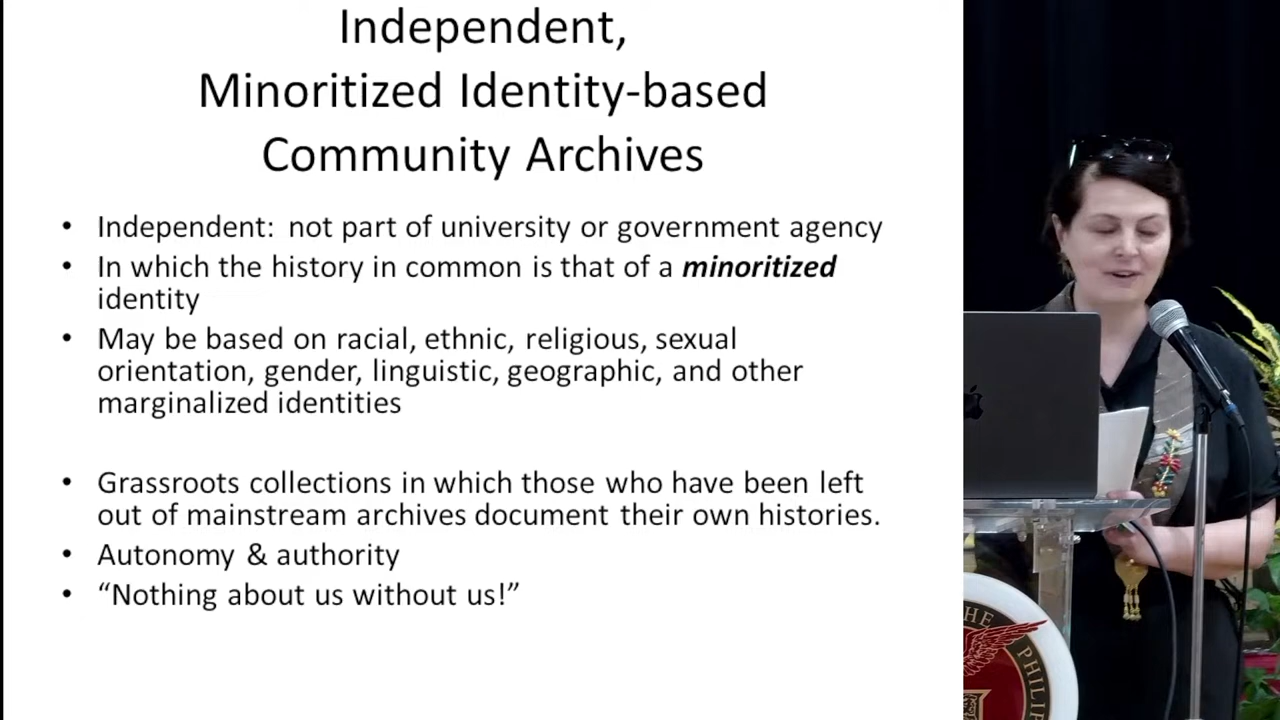 Independent,
Minoritized Identity-based
Community Archives
• Independent: not part of university or government agency
• In which the history in common is that of a minoritized
identity
• May be based on racial, ethnic, religious, sexual
orientation, gender, linguistic, geographic, and other
marginalized identities
• Grassroots collections in which those who have been left
out of mainstream archives document their own histories.
• Autonomy & authority
• “Nothing about us without us!”
THE
PHILI